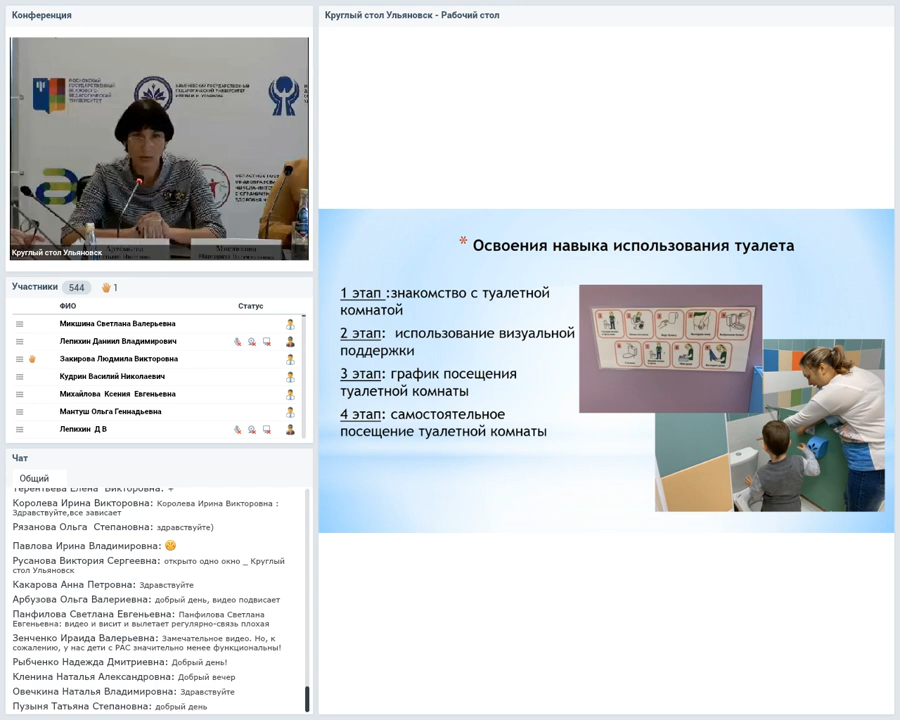 Конференция
МОСКОВСКИЙ
ГОСУДАРСТВЕННЫЙ
ПЕДАГОГИЧЕСКИЙ
УНИВЕРСИТЕТ
Круглый стол Ульяновск
Участники 544 1
ФИО Статус
Микшина Светлана Валерьевна
Лепихин Даниил Владимирович
Закирова Людмила Викторовна
Кудрин Василий Николаевич
Михайлова Ксения Евгеньевна
Мантуш Ольга Геннадьевна
Лепихин Д В
Чат
Общий
Терентьева Елена Викторовна: +
Королева Ирина Викторовна: Королева Ирина Викторовна :
Здравствуйте,все зависает
Рязанова Ольга Степановна: здравствуйте)
Павлова Ирина Владимировна:
Русанова Виктория Сергеевна: открыто одно окно _ Круглый
стол Ульяновск
Какарова Анна Петровна: Здравствуйте
Арбузова Ольга Валериевна: добрый день, видео подвисает
Панфилова Светлана Евгеньевна: Панфилова Светлана
Евгеньевна: видео и висит и вылетает регулярно-связь плохая
Зенченко Ираида Валерьевна: Замечательное видео. Но, к
сожалению, у нас дети с РАС значительно менее функциональны!
Рыбченко Надежда Дмитриевна: Добрый день!
Кленина Наталья Александровна: Добрый вечер
Овечкина Наталья Владимировна: Здравствуйте
Пузыня Татьяна Степановна: добрый день
Круглый стол Ульяновск - Рабочий стол
* Освоения навыка использования туалета
1 этап :знакомство с туалетной
комнатой
2 этап: использование визуальной
поддержки
3 этап: график посещения
туалетной комнаты
4 этап: самостоятельное
посещение туалетной комнаты